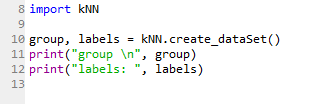 8 import kNN
9
10 group, labels = kNN.create_dataSet()
11 print("group \n", group)
12 print("labels: ", labels)
13